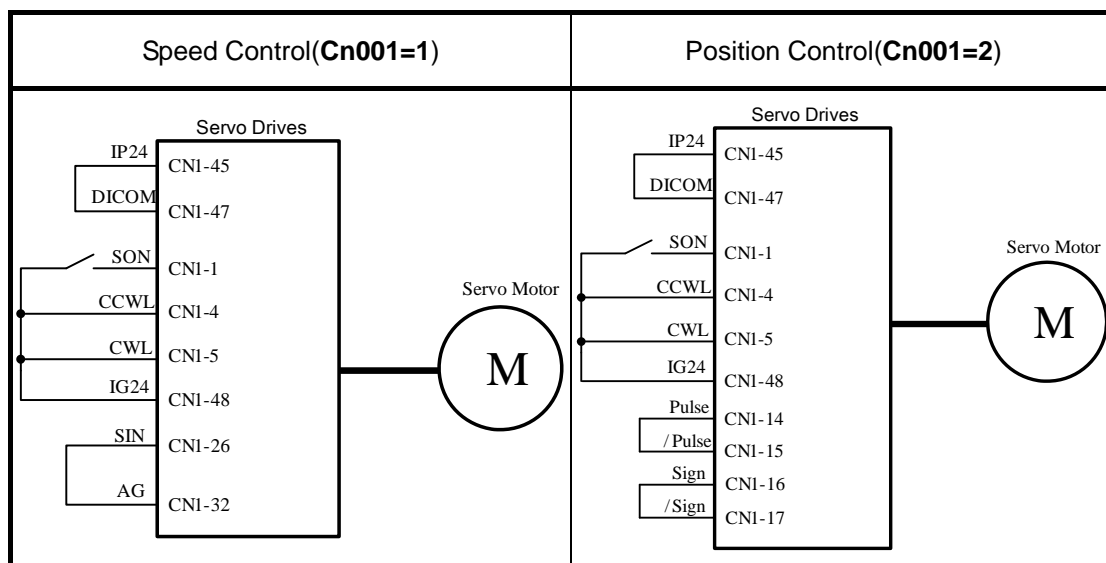 Speed Control(Cn001=1)
Position Control(Cn001=2)
Servo Drives
IP24
CN1-45
DICOM
CN1-47
SON
CN1-1
CCWL
CN1-4
CWL
CN1-5
IG24
CN1-48
SIN
CN1-26
AG
CN1-32
Servo Motor
M
Servo Drives
IP24
CN1-45
DICOM
CN1-47
SON
CN1-1
CCWL
CN1-4
CWL
CN1-5
IG24
CN1-48
Pulse
CN1-14
/Pulse
CN1-15
Sign
CN1-16
/Sign
CN1-17
Servo Motor
M